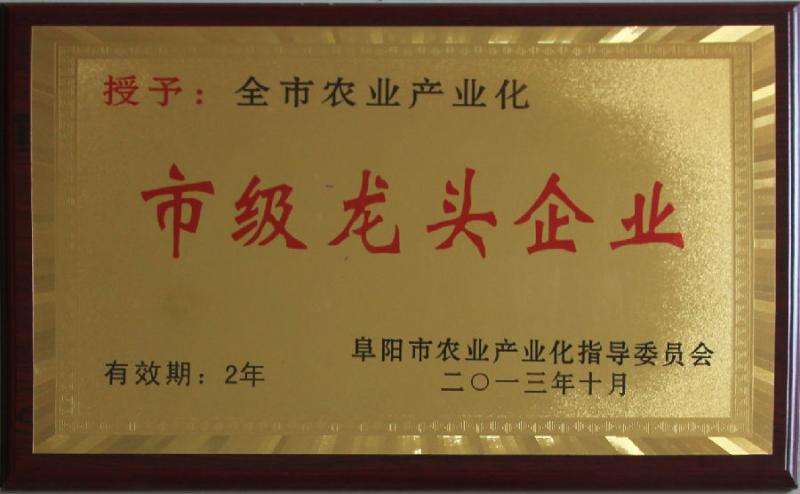 授予：全市农业产业化
市级龙头企业
有效期：2年
阜阳市农业产业化指导委员会
二〇一三年十月